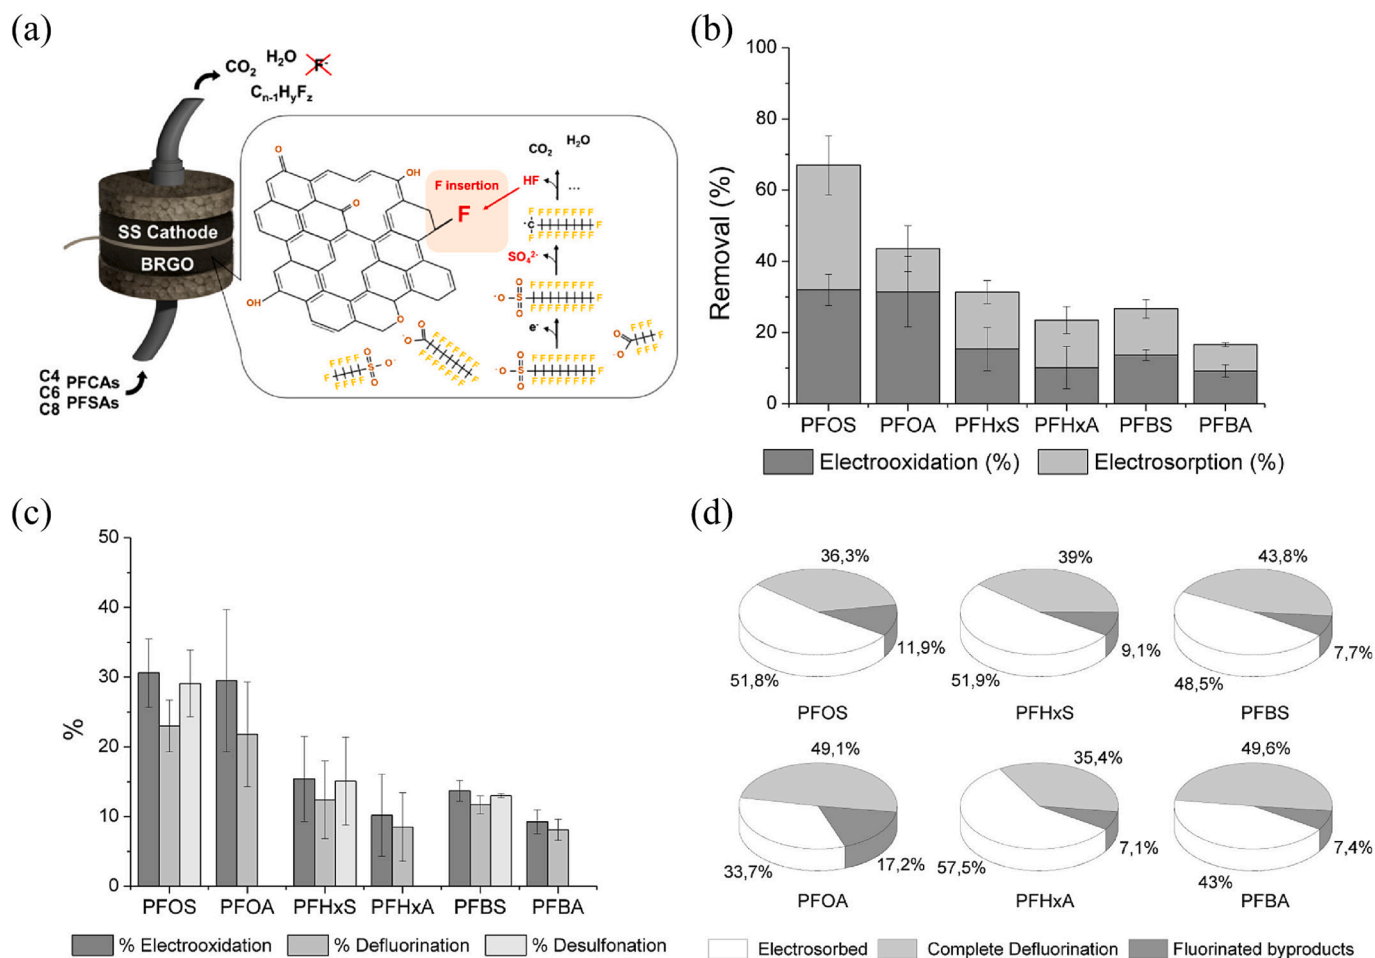 (a)
CO2 H2O F-
Cn-1HyFz
SS Cathode
BRGO
C4
C6
C8
PFCAs
PFSAs
O
OH
O
OH
O
F insertion
F
CO2 H2O
HF
...
F F F F F F F
·C F
F F F F F F F
SO4 2-
F F F F F F F
·O S F
O
O
F F F F F F F
e-
F F F F F F F
-O S F
O
O
F F F F F F F
F F F F
F S O-
O
O
F F F F
O
-O
F F F F F F F
O
-O
F F F
(b)
Removal (%)
100
80
60
40
20
0
PFOS PFOA PFHxS PFHxA PFBS PFBA
Electrooxidation (%) Electrosorption (%)
(c)
%
50
40
30
20
10
0
PFOS PFOA PFHxS PFHxA PFBS PFBA
% Electrooxidation % Defluorination % Desulfonation
(d)
36,3% 39% 43,8%
11,9% 9,1% 7,7%
51,8% 51,9% 48,5%
PFOS PFHxS PFBS
49,1% 35,4% 49,6%
17,2% 7,1% 7,4%
33,7% 57,5% 43%
PFOA PFHxA PFBA
Electrosorbed Complete Defluorination Fluorinated byproducts